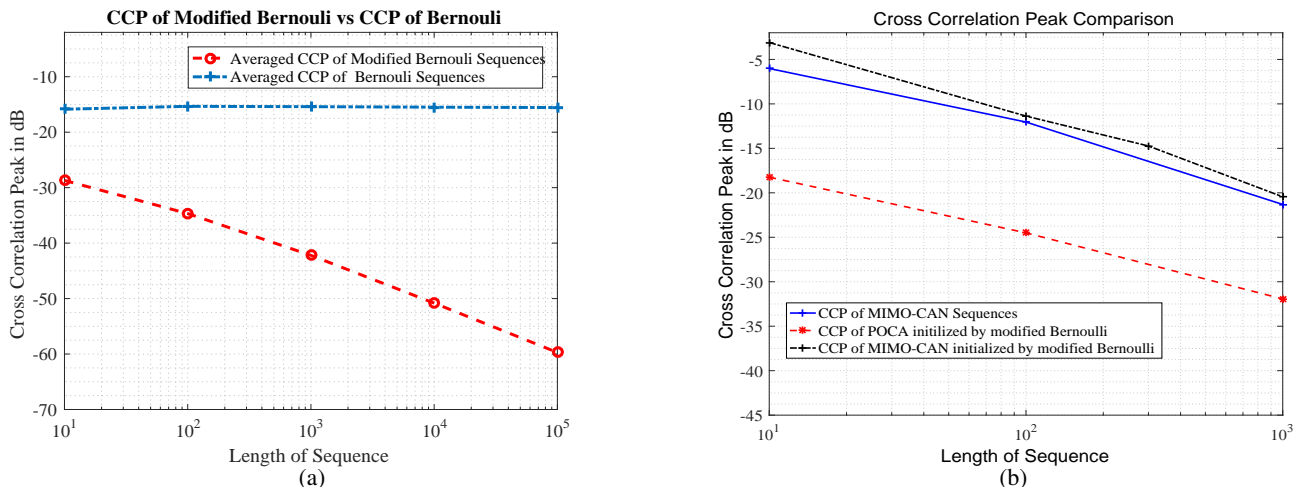 CCP of Modified Bernouli vs CCP of Bernouli
Averaged CCP of Modified Bernouli Sequences
Averaged CCP of Bernouli Sequences
Cross Correlation Peak in dB
-10
-20
-30
-40
-50
-60
-70
10^1
10^2
10^3
10^4
10^5
Length of Sequence
(a)
Cross Correlation Peak Comparison
Cross Correlation Peak in dB
-5
-10
-15
-20
-25
-30
-35
-40
-45
CCP of MIMO-CAN Sequences
CCP of POCA initilized by modified Bernoulli
CCP of MIMO-CAN initialized by modified Bernoulli
10^1
10^2
10^3
Length of Sequence
(b)